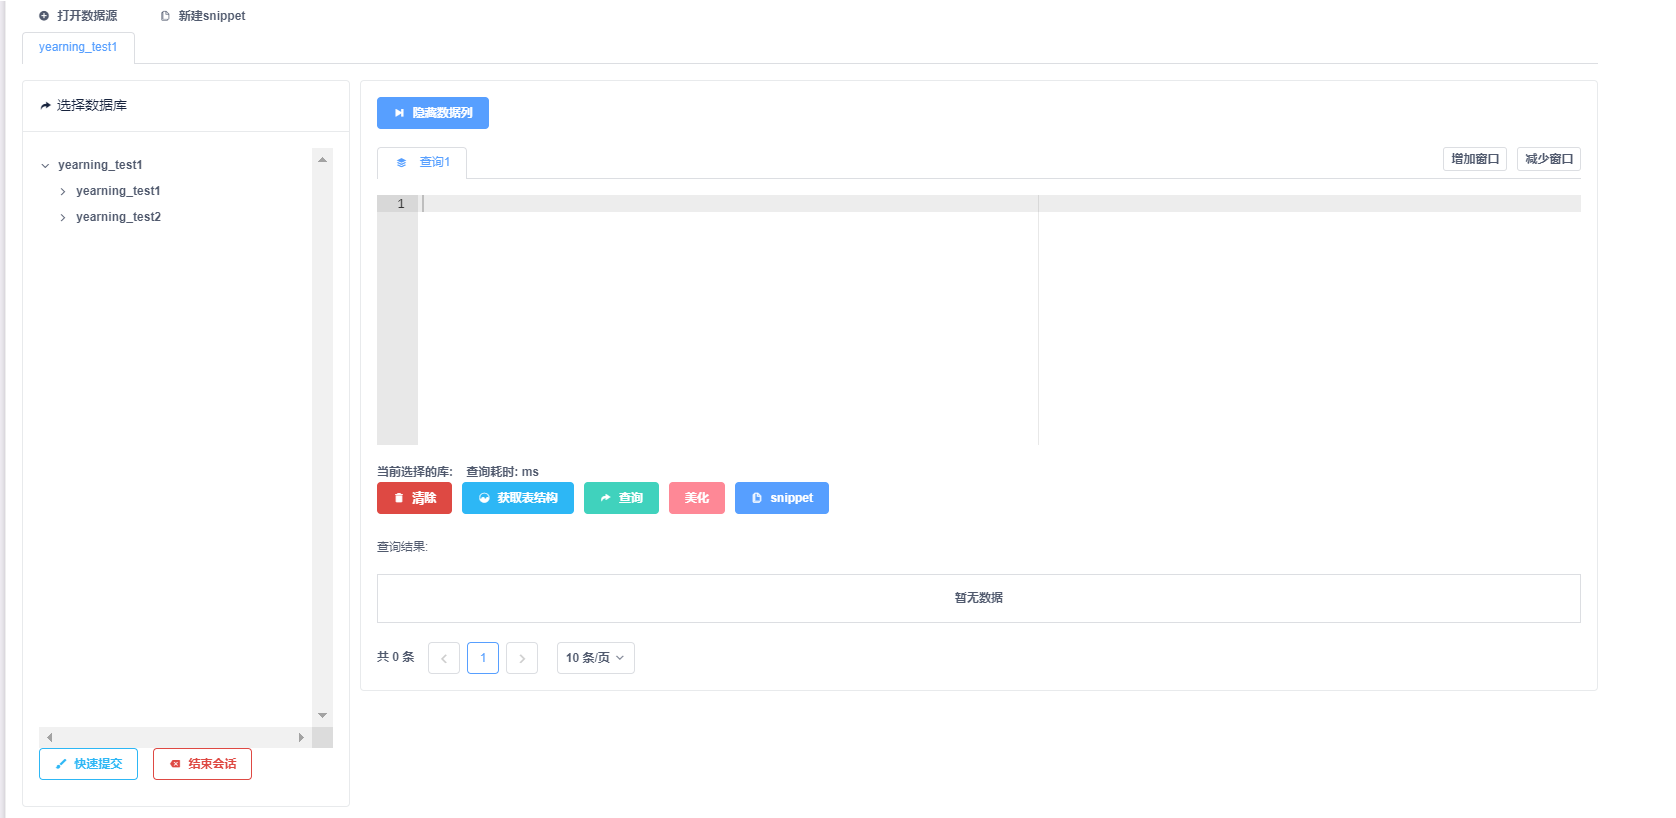 打开数据源 新建snippet
yearning_test1
选择数据库
yearning_test1
yearning_test1
yearning_test2
快速提交 结束会话
隐藏数据列
查询1 增加窗口 减少窗口
1
当前选择的库: 查询耗时: ms
清除 获取表结构 查询 美化 snippet
查询结果:
暂无数据
共 0 条 1 10 条/页